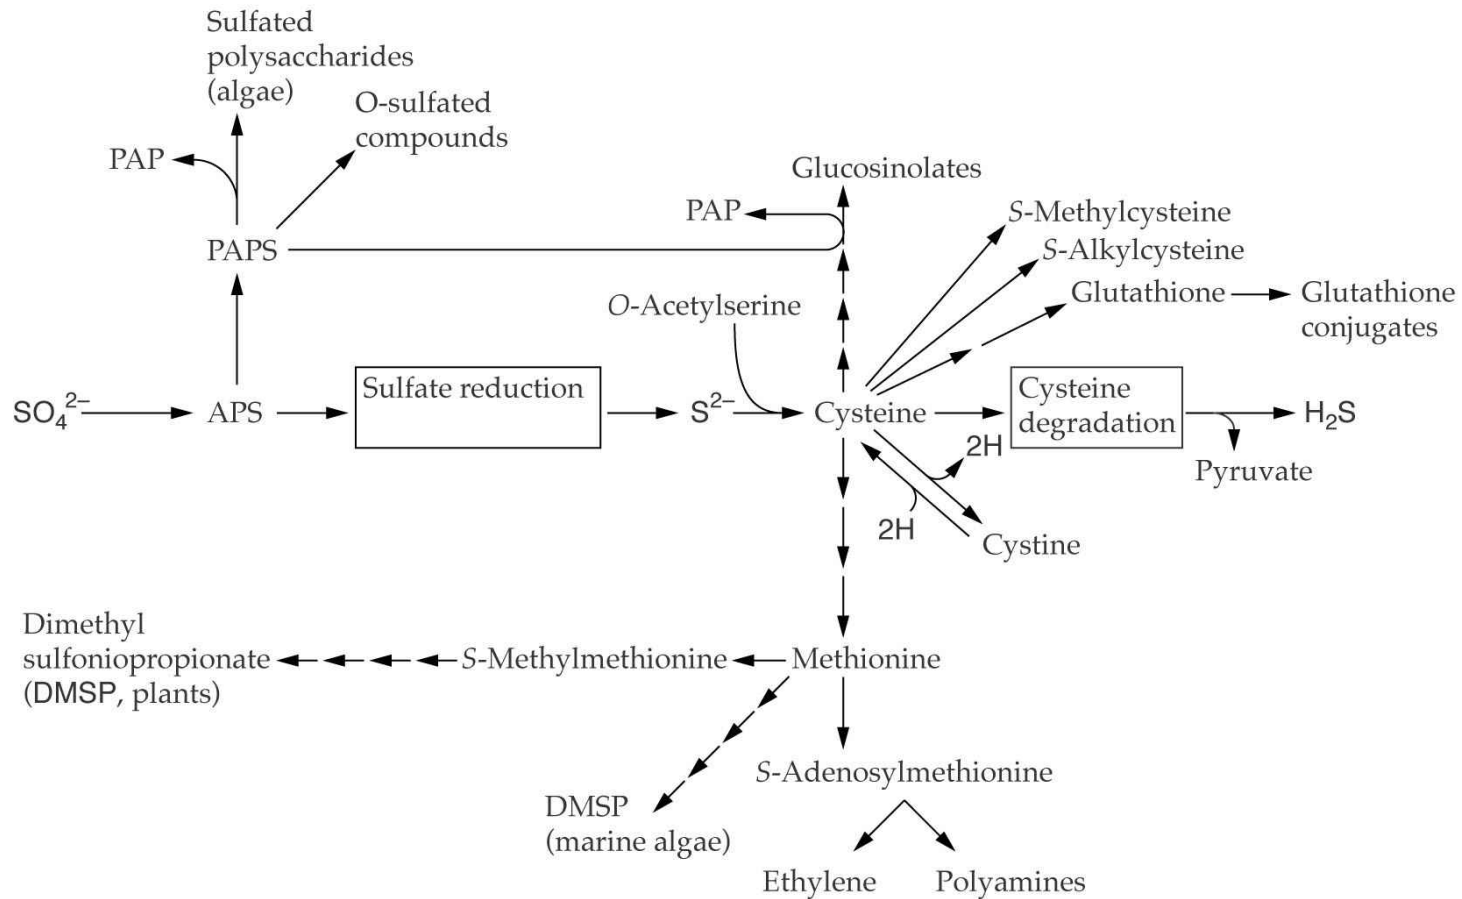 Sulfated
polysaccharides
(algae)
O-sulfated
compounds
PAP
Glucosinolates
PAP
S-Methylcysteine
PAPS
S-Alkylcysteine
O-Acetylserine
Glutathione
Glutathione
conjugates
SO₄²⁻
APS
Sulfate reduction
S²⁻
Cysteine
Cysteine
degradation
H₂S
2H
Pyruvate
2H
Cystine
Dimethyl
sulfoniopropionate
(DMSP, plants)
S-Methylmethionine
Methionine
S-Adenosylmethionine
DMSP
(marine algae)
Ethylene
Polyamines